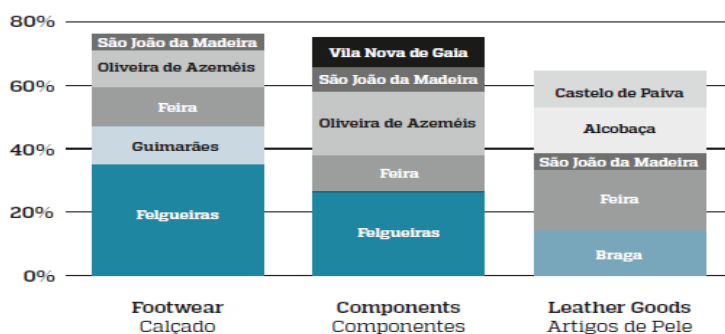 80%
60%
40%
20%
0%
São João da Madeira
Oliveira de Azeméis
Feira
Guimarães
Felgueiras
Vila Nova de Gaia
São João da Madeira
Oliveira de Azeméis
Feira
Felgueiras
Castelo de Paiva
Alcobaça
São João da Madeira
Feira
Braga
Footwear
Calçado
Components
Componentes
Leather Goods
Artigos de Pele